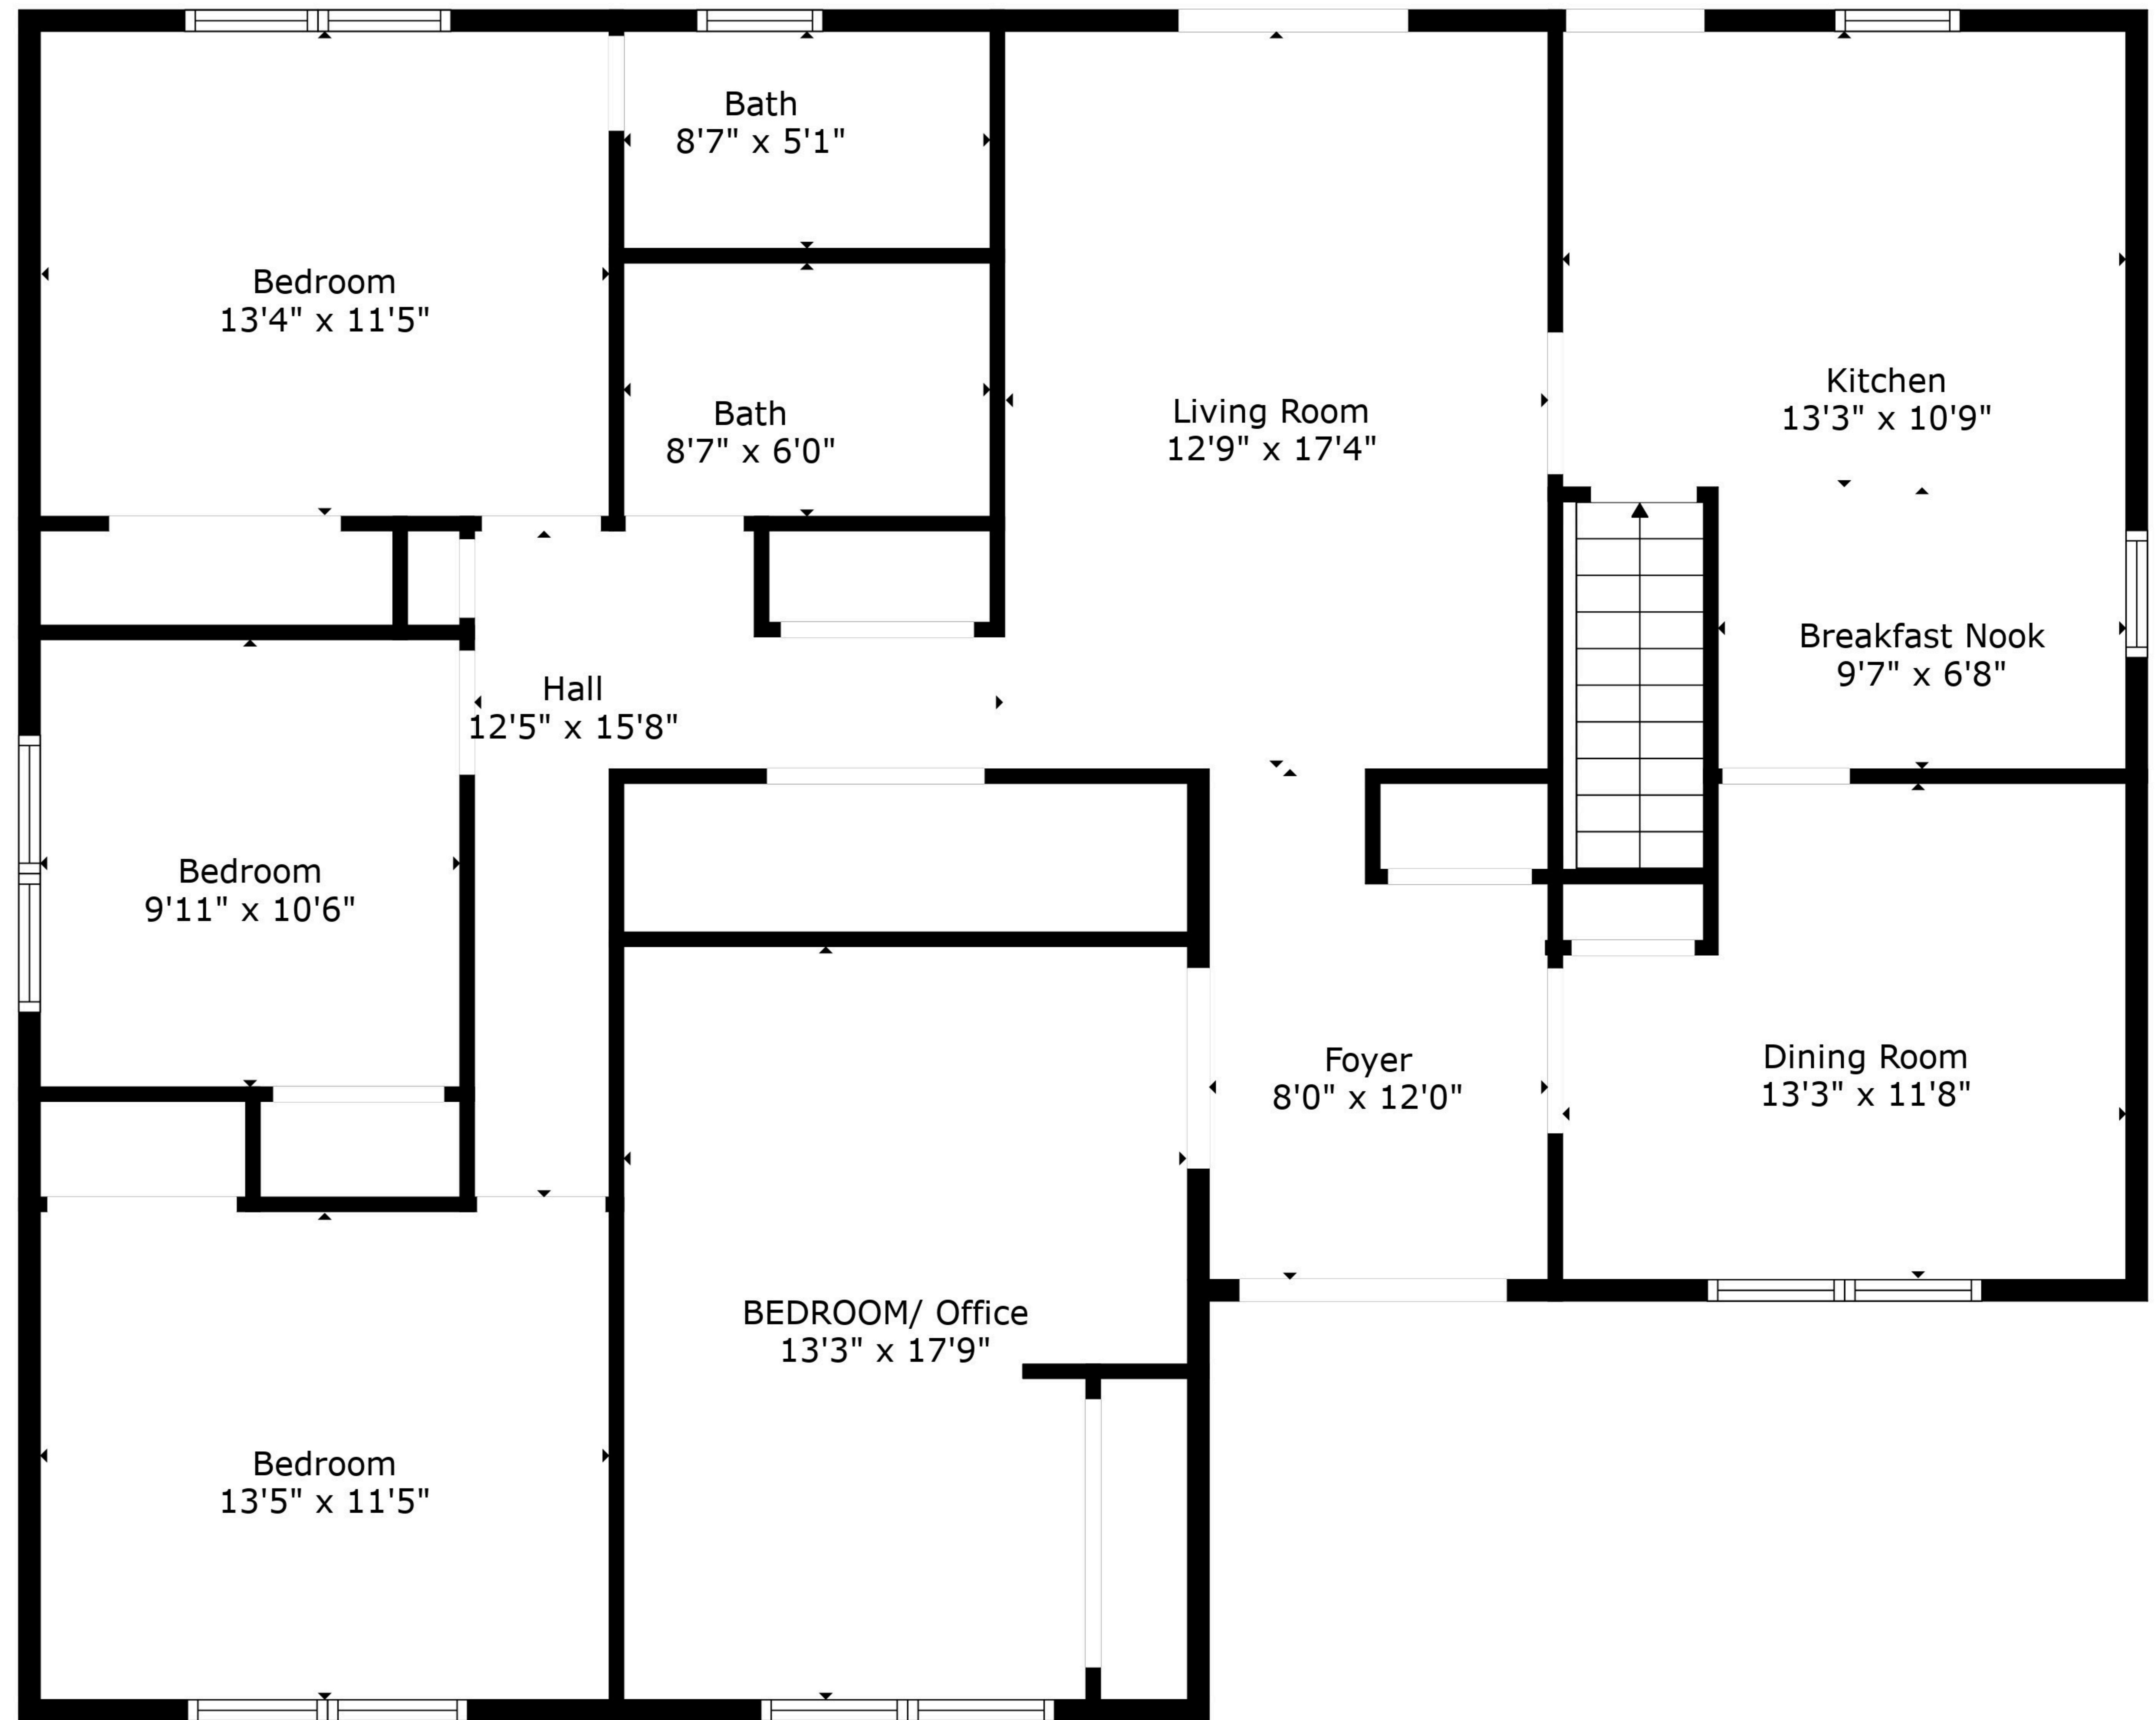 Bath
8'7" x 5'1"
Bedroom
13'4" x 11'5"
Bath
8'7" x 6'0"
Living Room
12'9" x 17'4"
Kitchen
13'3" x 10'9"
Breakfast Nook
9'7" x 6'8"
Hall
12'5" x 15'8"
Bedroom
9'11" x 10'6"
Foyer
8'0" x 12'0"
Dining Room
13'3" x 11'8"
BEDROOM/ Office
13'3" x 17'9"
Bedroom
13'5" x 11'5"